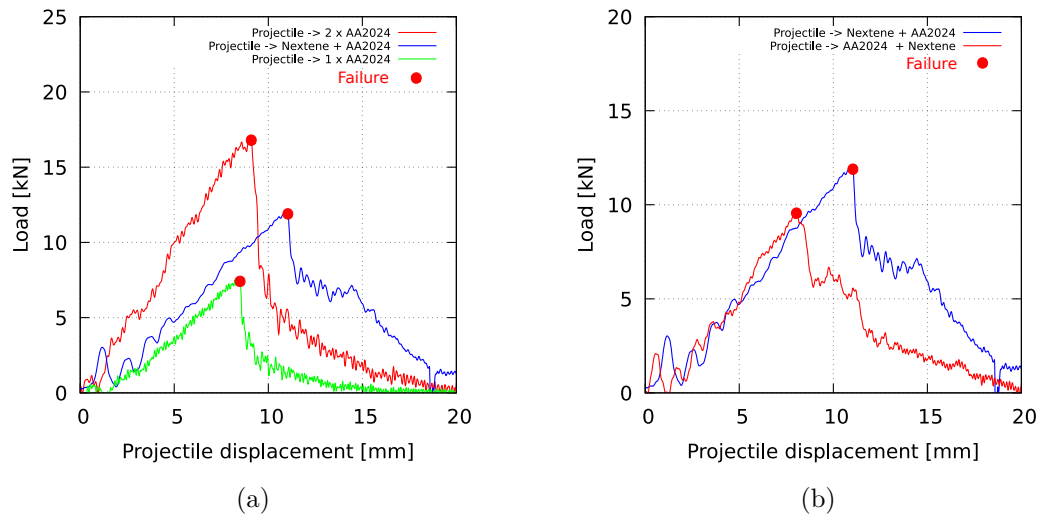 25
20
15
10
5
0
Load [kN]
Projectile -> 2 x AA2024
Projectile -> Nextene + AA2024
Projectile -> 1 x AA2024
Failure
0 5 10 15 20
Projectile displacement [mm]
(a)
20
15
10
5
0
Load [kN]
Projectile -> Nextene + AA2024
Projectile -> AA2024 + Nextene
Failure
0 5 10 15 20
Projectile displacement [mm]
(b)